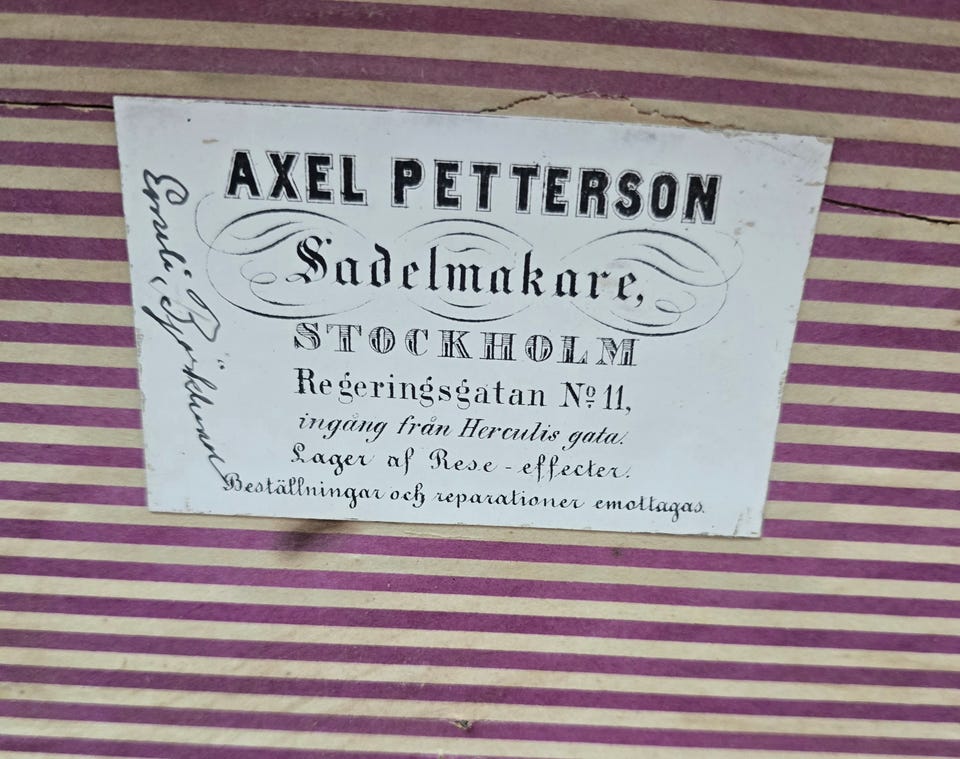 AXEL PETTERSON
Sadelmakare,
STOCKHOLM
Regeringsgatan Nº 11,
ingång från Herculis gata.
Lager af Rese-effecter.
Beställningar och reparationer emottagas.